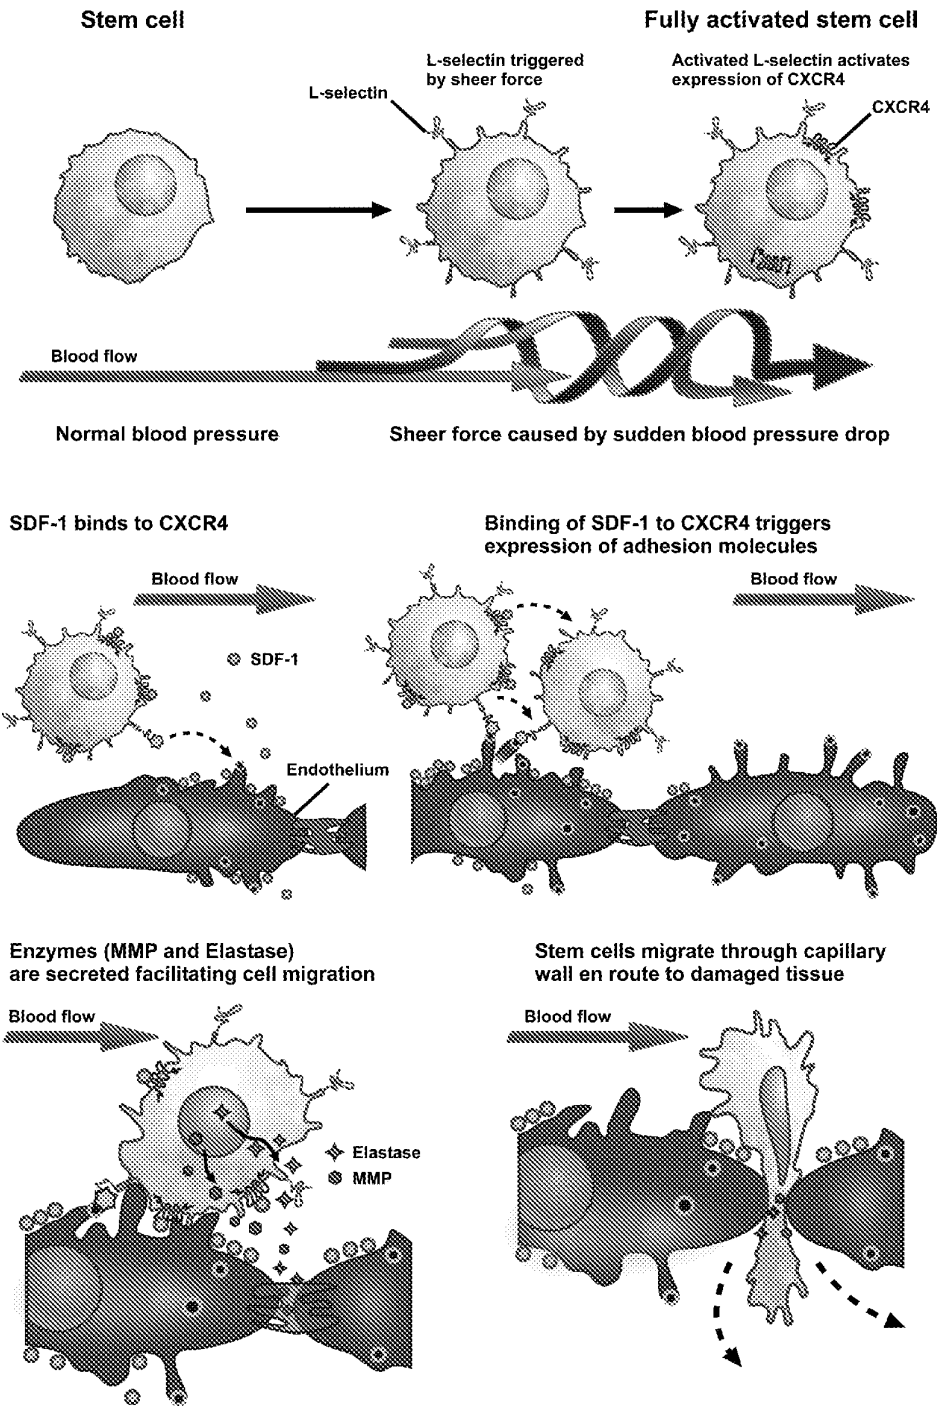 Stem cell
Fully activated stem cell
L-selectin triggered
by sheer force
Activated L-selectin activates
expression of CXCR4
L-selectin
CXCR4
Blood flow
Normal blood pressure
Sheer force caused by sudden blood pressure drop
SDF-1 binds to CXCR4
Binding of SDF-1 to CXCR4 triggers
expression of adhesion molecules
Blood flow
Blood flow
SDF-1
Endothelium
Enzymes (MMP and Elastase)
are secreted facilitating cell migration
Stem cells migrate through capillary
wall en route to damaged tissue
Blood flow
Blood flow
Elastase
MMP